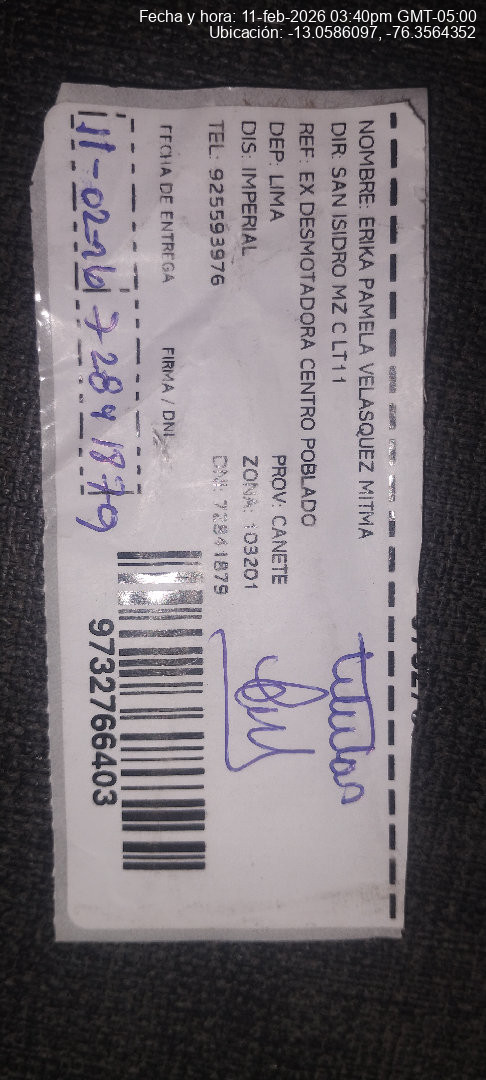 Fecha y hora: 11-feb-2026 03:40pm GMT-05:00
Ubicación: -13.0586097, -76.3564352
NOMBRE: ERIKA PAMELA VELASQUEZ MITMA
DIR: SAN ISIDRO MZ C LT11
REF: EX DESMOTADORA CENTRO POBLADO
DEP: LIMA PROV: CANETE
DIS: IMPERIAL ZONA: 103201
TEL: 925593976 DNI: 72841879
FECHA DE ENTREGA FIRMA / DNI
11-02-26 72841879
titular
9732766403